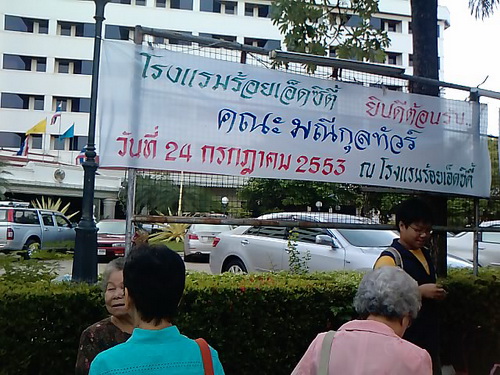 โรงแรมร้อยเอ็ดซิตี้ ยินดีต้อนรับ
คณะ มณีกุลทัวร์
วันที่ 24 กรกฎาคม 2553 ณ โรงแรมร้อยเอ็ดซิตี้